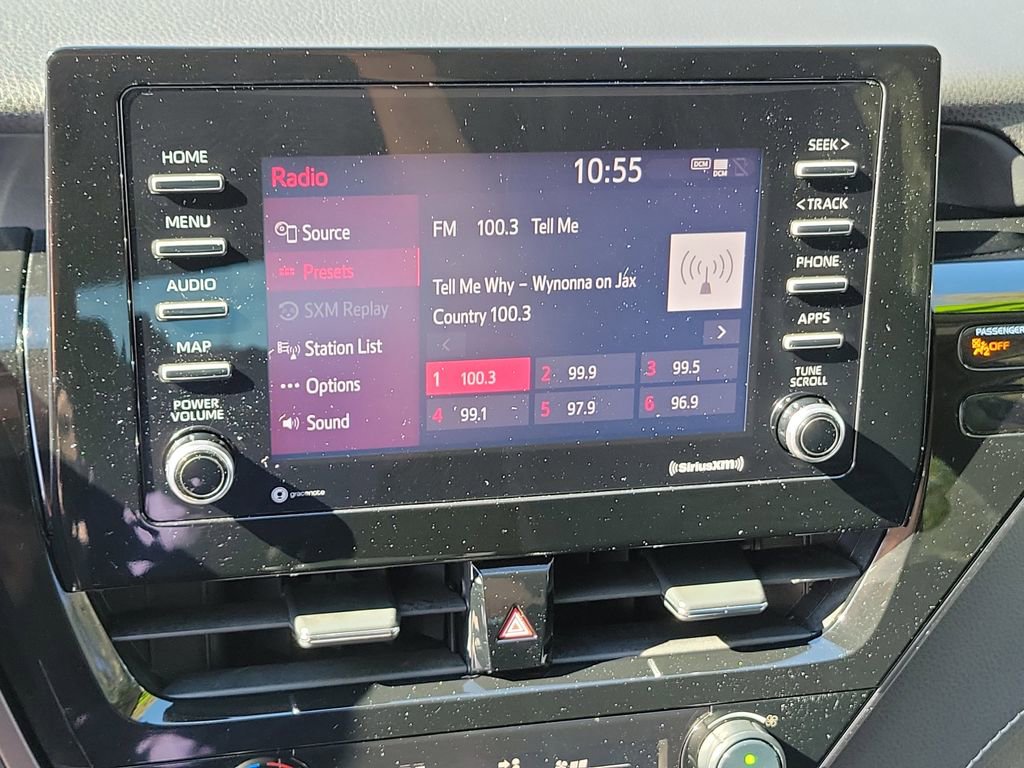 HOME
MENU
AUDIO
MAP
POWER
VOLUME
Radio
10:55
DCM
DCM
Source
Presets
SXM Replay
Station List
Options
Sound
FM 100.3 Tell Me
Tell Me Why – Wynonna on Jáx
Country 100.3
< >
1 100.3 2 99.9 3 99.5
4 99.1 5 97.9 6 96.9
gracenote
((SiriusXM))
SEEK >
< TRACK
PHONE
APPS
TUNE
SCROLL
PASSENGER
OFF